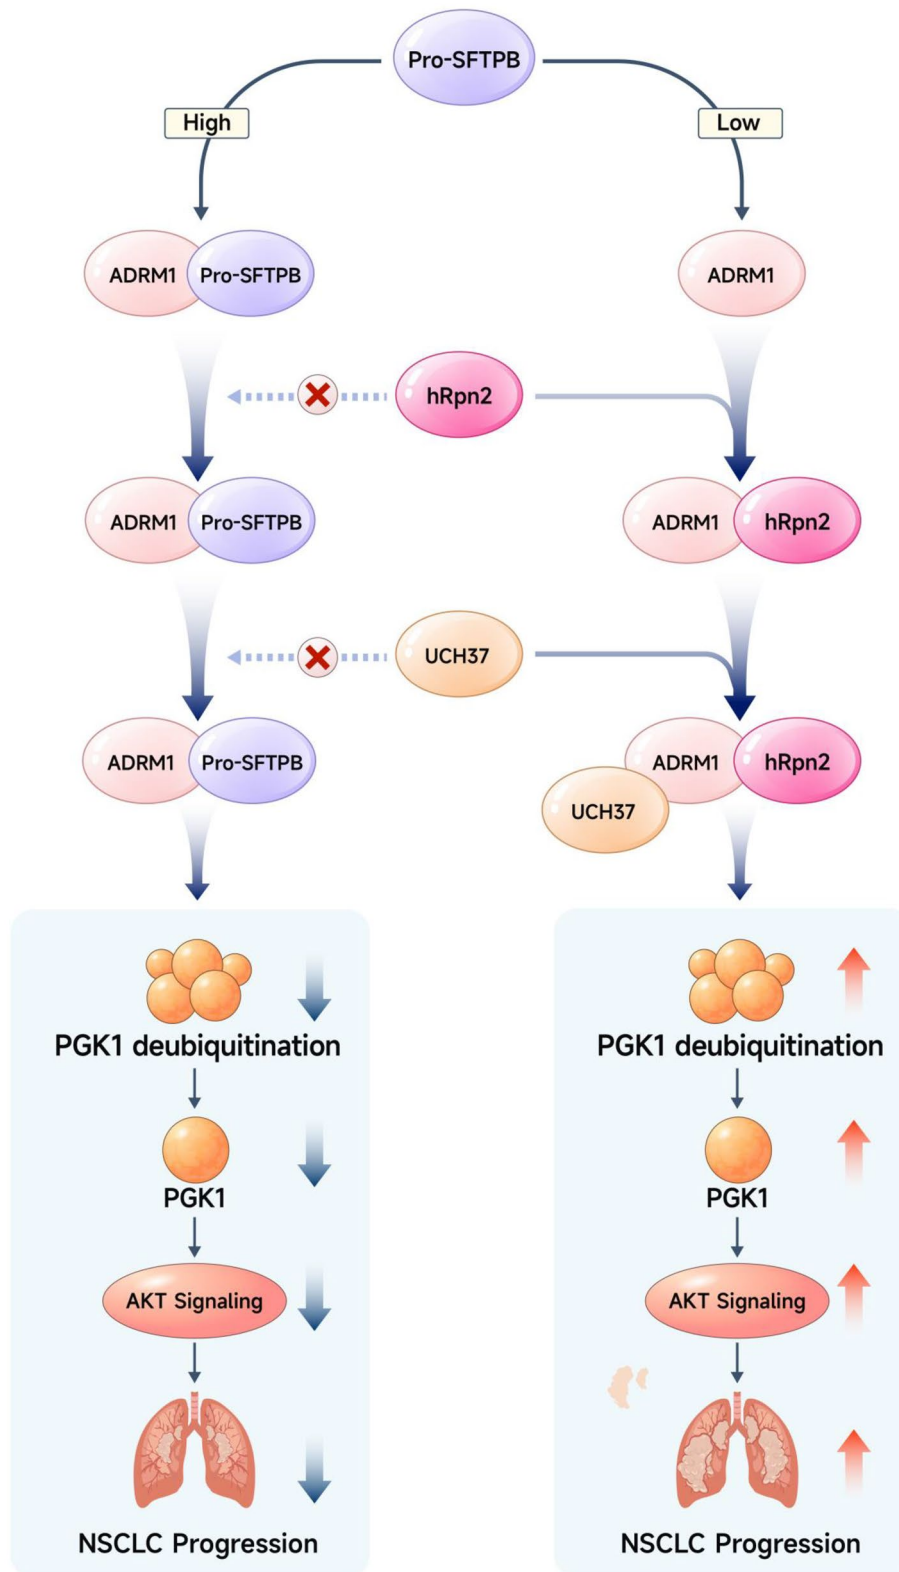 Pro-SFTPB
High
Low
ADRM1
Pro-SFTPB
ADRM1
hRpn2
ADRM1
Pro-SFTPB
ADRM1
hRpn2
UCH37
ADRM1
Pro-SFTPB
ADRM1
hRpn2
UCH37
PGK1 deubiquitination
PGK1
AKT Signaling
NSCLC Progression
PGK1 deubiquitination
PGK1
AKT Signaling
NSCLC Progression